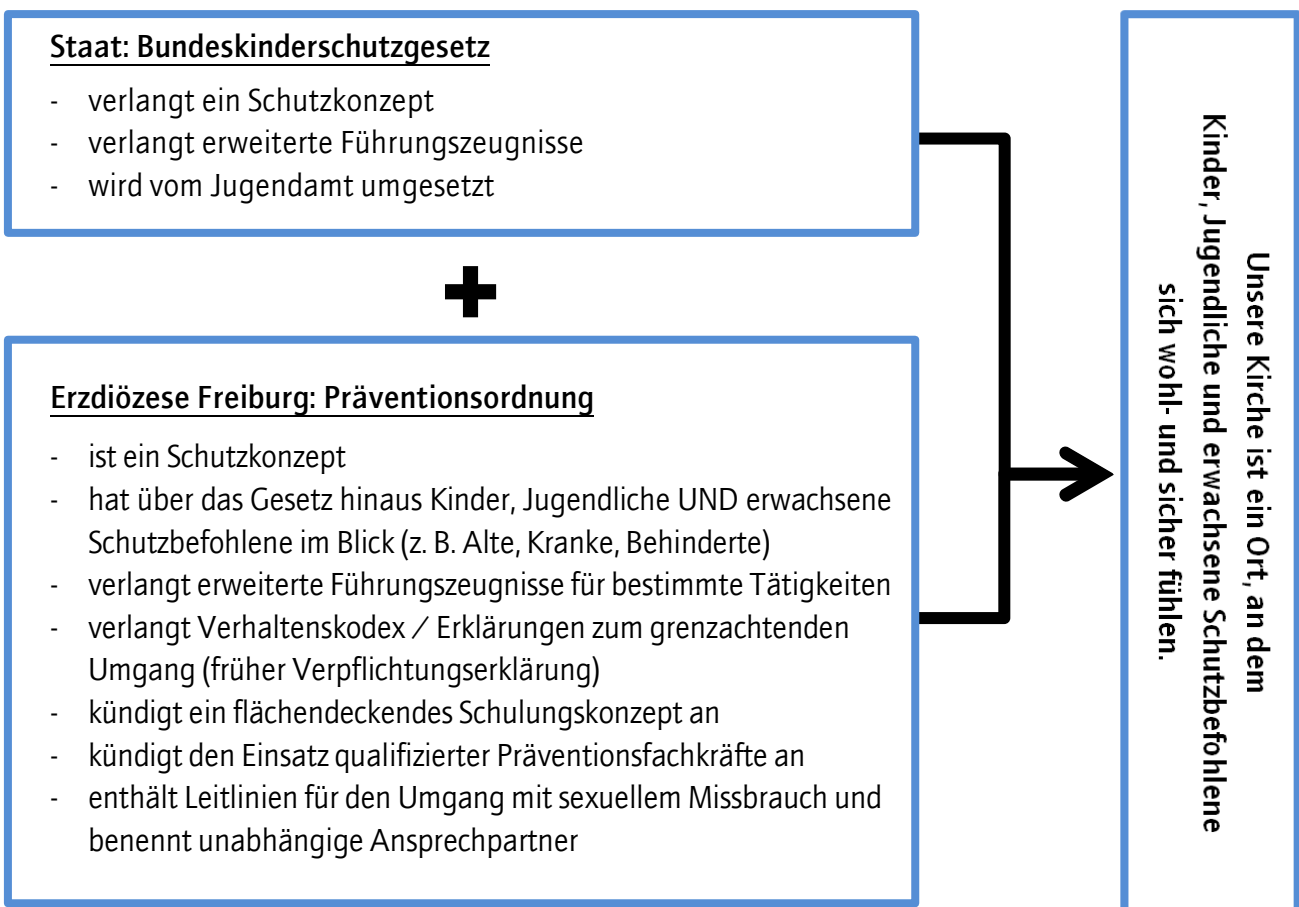 Staat: Bundeskinderschutzgesetz
- verlangt ein Schutzkonzept
- verlangt erweiterte Führungszeugnisse
- wird vom Jugendamt umgesetzt
Erzdiözese Freiburg: Präventionsordnung
- ist ein Schutzkonzept
- hat über das Gesetz hinaus Kinder, Jugendliche UND erwachsene
Schutzbefohlene im Blick (z. B. Alte, Kranke, Behinderte)
- verlangt erweiterte Führungszeugnisse für bestimmte Tätigkeiten
- verlangt Verhaltenskodex / Erklärungen zum grenzachtenden
Umgang (früher Verpflichtungserklärung)
- kündigt ein flächendeckendes Schulungskonzept an
- kündigt den Einsatz qualifizierter Präventionsfachkräfte an
- enthält Leitlinien für den Umgang mit sexuellem Missbrauch und
benennt unabhängige Ansprechpartner
Unsere Kirche ist ein Ort, an dem
Kinder, Jugendliche und erwachsene Schutzbefohlene
sich wohl- und sicher fühlen.